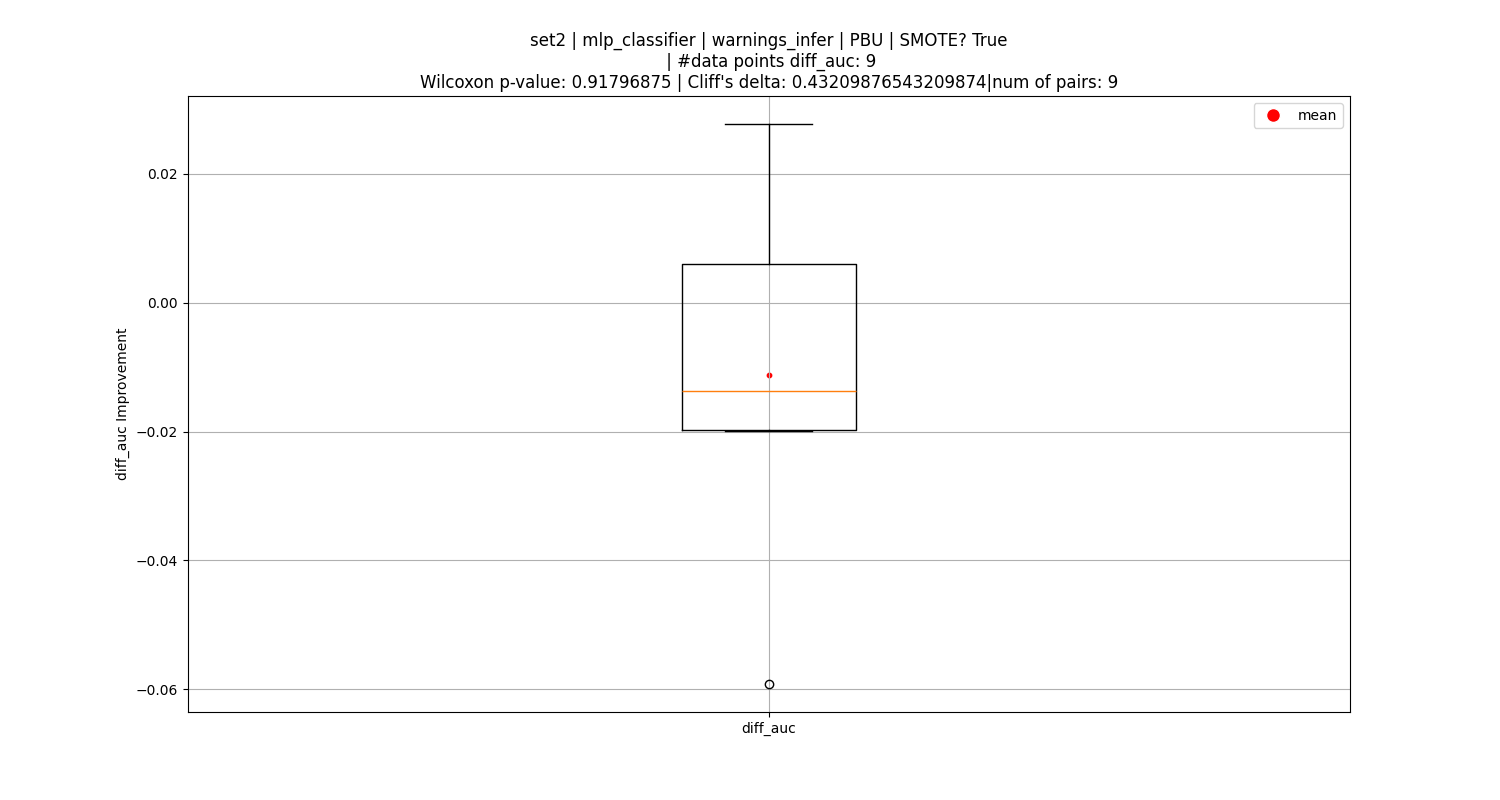 set2 | mlp_classifier | warnings_infer | PBU | SMOTE? True
| #data points diff_auc: 9
Wilcoxon p-value: 0.91796875 | Cliff's delta: 0.43209876543209874|num of pairs: 9
mean
0.02
0.00
−0.02
−0.04
−0.06
diff_auc Improvement
diff_auc